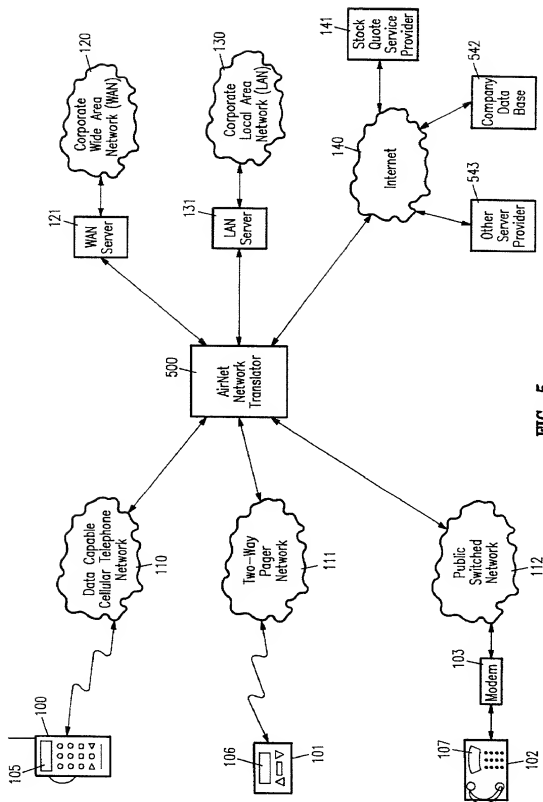 105
100
Data Capable
Cellular Telephone
Network
110
106
101
Two-Way
Pager
Network
111
107
102
103
Modem
Public
Switched
Network
112
500
AirNet
Network
Translator
121
WAN
Server
Corporate
Wide Area
Network (WAN)
120
131
LAN
Server
Corporate
Local Area
Network (LAN)
130
140
Internet
141
Stock
Quote
Service
Provider
542
Company
Data
Base
543
Other
Server
Provider
FIG. 5